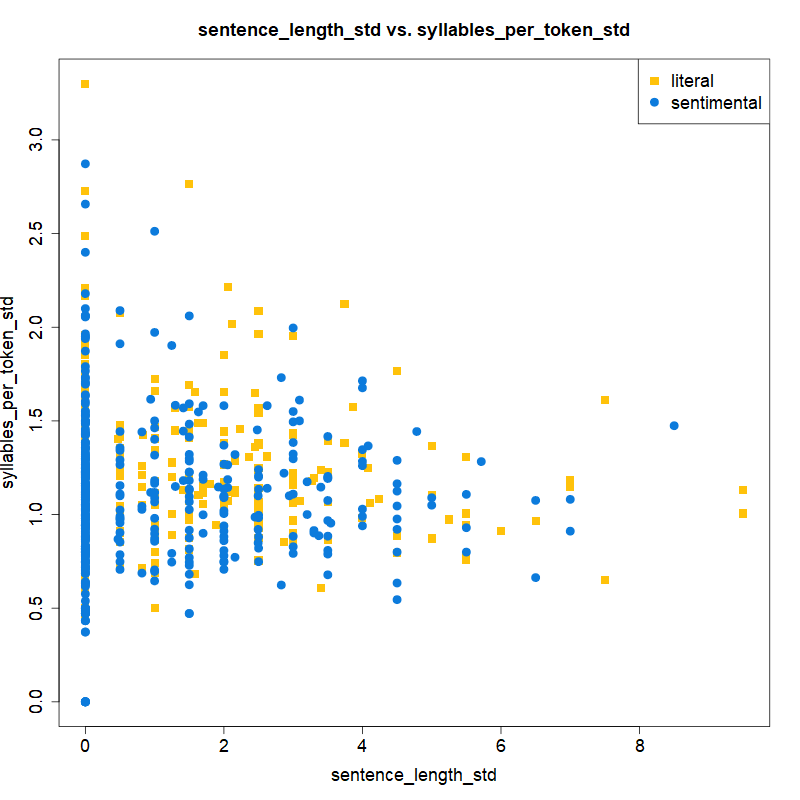 sentence_length_std vs. syllables_per_token_std
literal
sentimental
syllables_per_token_std
3.0
2.5
2.0
1.5
1.0
0.5
0.0
0 2 4 6 8
sentence_length_std